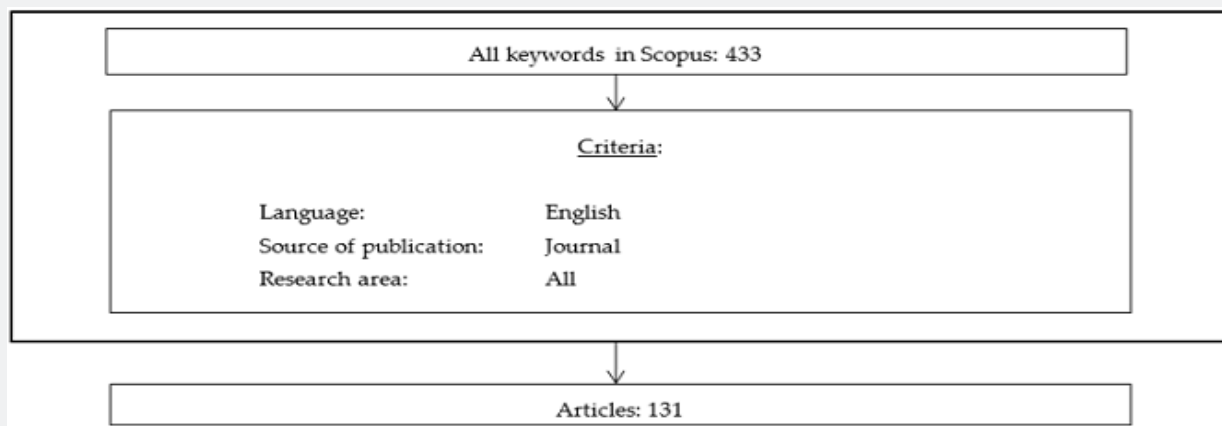 All keywords in Scopus: 433
Criteria:
Language: English
Source of publication: Journal
Research area: All
Articles: 131